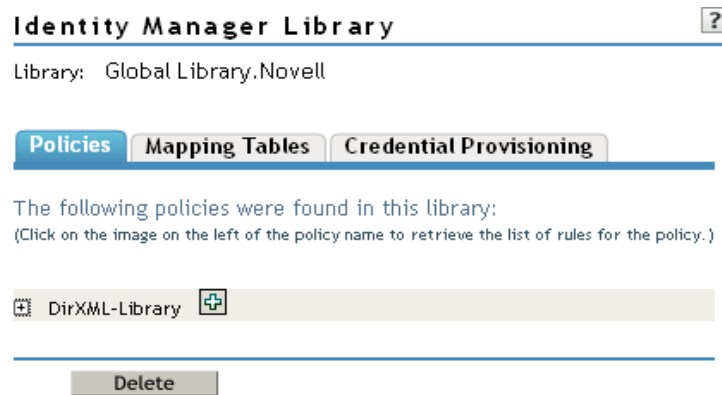 Identity Manager Library
?
Library: Global Library.Novell
Policies Mapping Tables Credential Provisioning
The following policies were found in this library:
(Click on the image on the left of the policy name to retrieve the list of rules for the policy.)
DirXML-Library
Delete